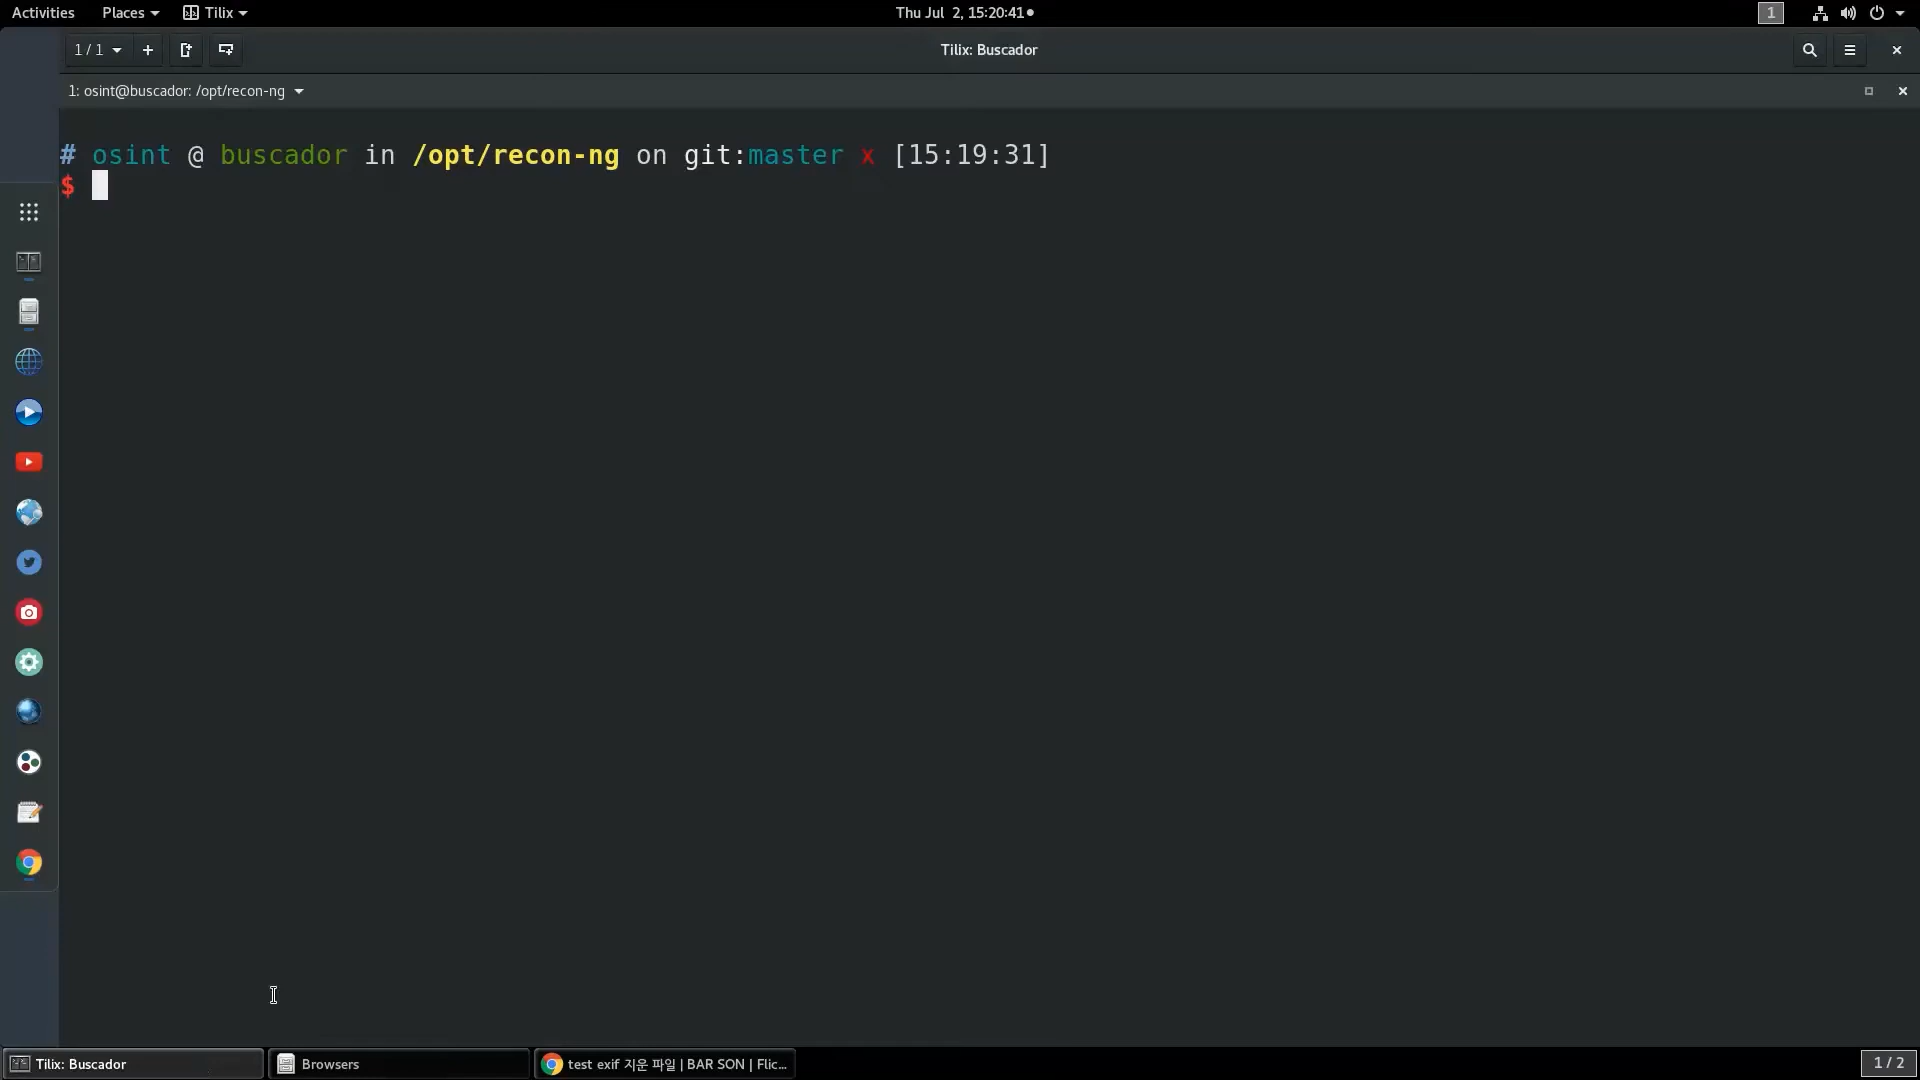 Activities Places Tilix Thu Jul 2, 15:20:41 1
1 / 1 Tilix: Buscador
1: osint@buscador: /opt/recon-ng
# osint @ buscador in /opt/recon-ng on git:master x [15:19:31]
$
Tilix: Buscador Browsers test exif 지운 파일 | BAR SON | Flic... 1 / 2